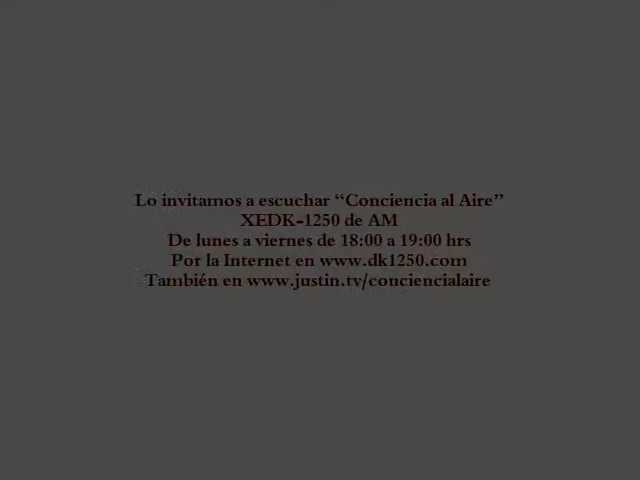 Lo invitamos a escuchar “Conciencia al Aire”
XEDK-1250 de AM
De lunes a viernes de 18:00 a 19:00 hrs
Por la Internet en www.dk1250.com
También en www.justin.tv/conciencialaire